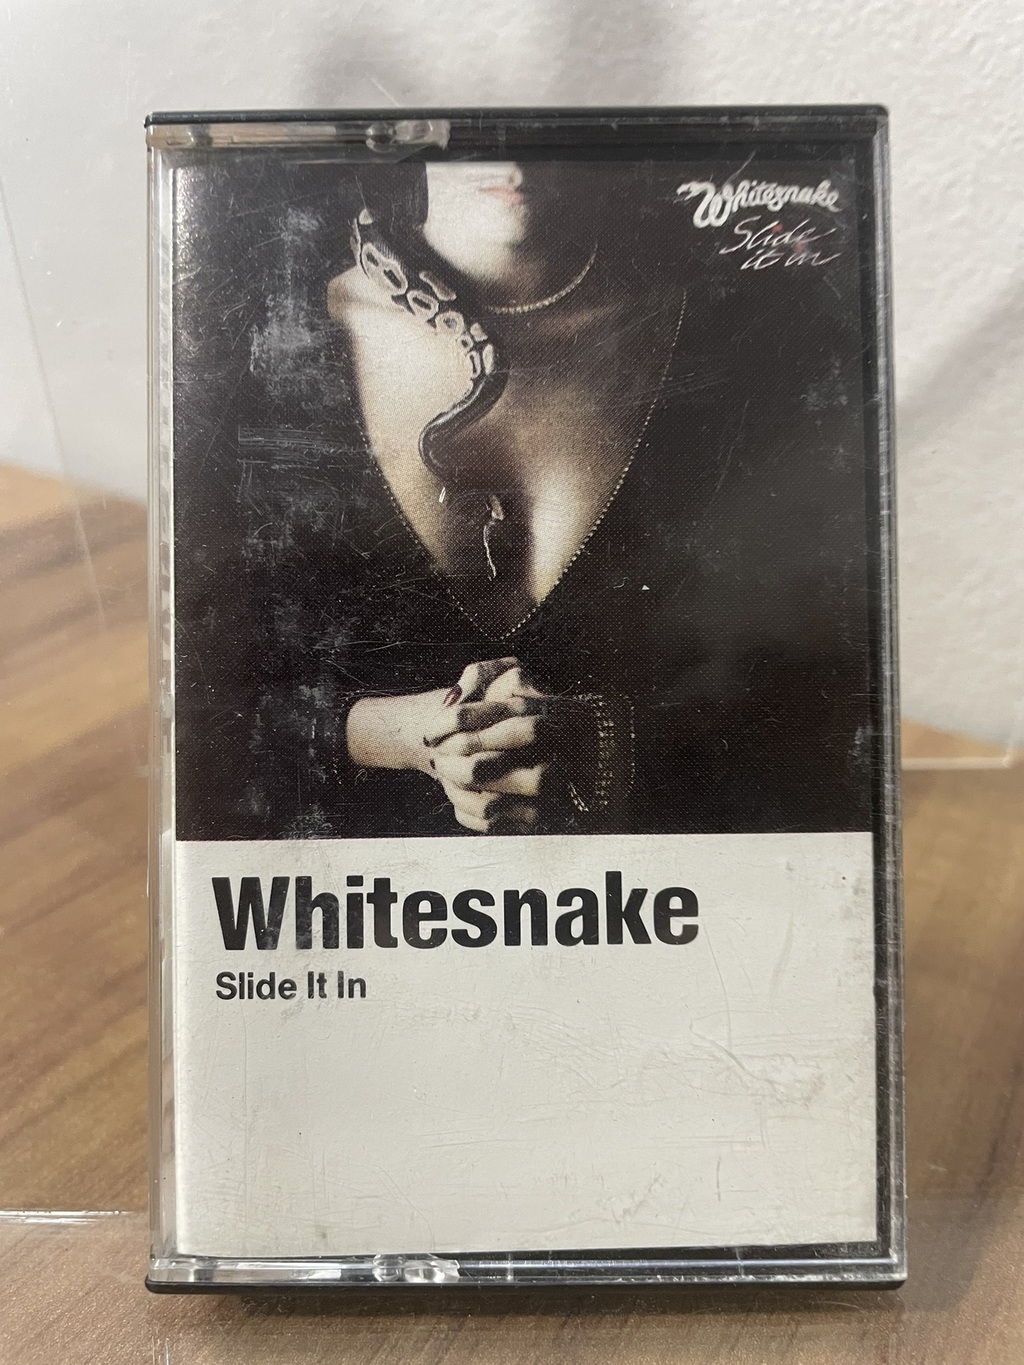 Whitesnake
Slide
it in
Whitesnake
Slide It In